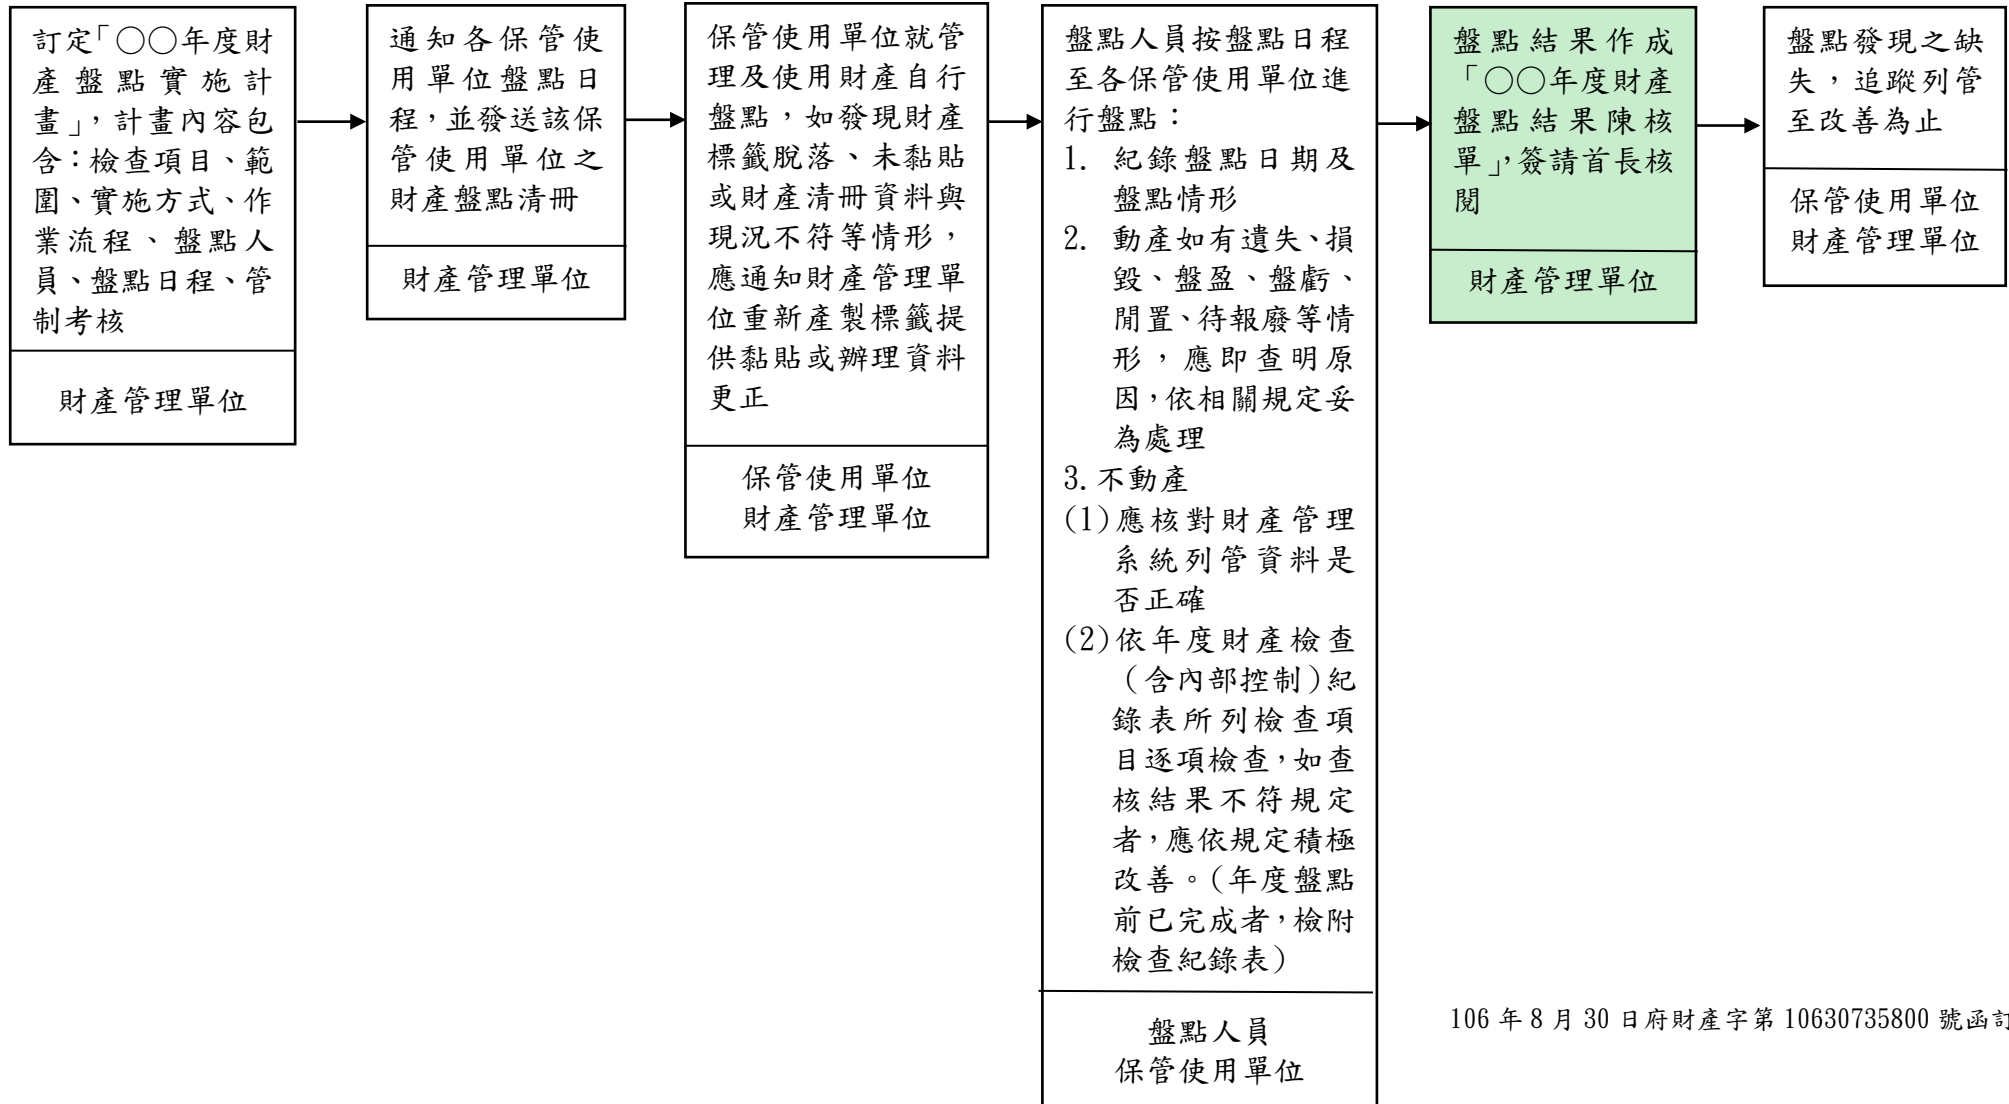 訂定「○○年度財
產盤點實施計
畫」，計畫內容包
含：檢查項目、範
圍、實施方式、作
業流程、盤點人
員、盤點日程、管
制考核
財產管理單位
通知各保管使
用單位盤點日
程，並發送該保
管使用單位之
財產盤點清冊
財產管理單位
保管使用單位就管
理及使用財產自行
盤點，如發現財產
標籤脫落、未黏貼
或財產清冊資料與
現況不符等情形，
應通知財產管理單
位重新產製標籤提
供黏貼或辦理資料
更正
保管使用單位
財產管理單位
盤點人員按盤點日程
至各保管使用單位進
行盤點：
1. 紀錄盤點日期及
盤點情形
2. 動產如有遺失、損
毀、盤盈、盤虧、
閒置、待報廢等情
形，應即查明原
因，依相關規定妥
為處理
3.不動產
(1)應核對財產管理
系統列管資料是
否正確
(2)依年度財產檢查
（含內部控制）紀
錄表所列檢查項
目逐項檢查，如查
核結果不符規定
者，應依規定積極
改善。（年度盤點
前已完成者，檢附
檢查紀錄表）
盤點人員
保管使用單位
盤點結果作成
「○○年度財產
盤點結果陳核
單」，簽請首長核
閱
財產管理單位
盤點發現之缺
失，追蹤列管
至改善為止
保管使用單位
財產管理單位
106 年 8 月 30 日府財產字第 10630735800 號函訂